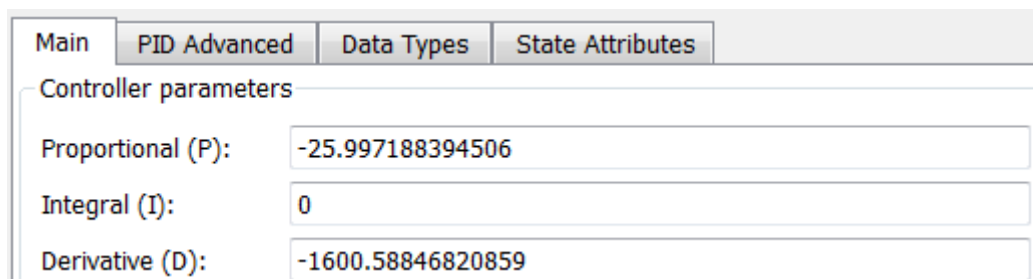 Main PID Advanced Data Types State Attributes
Controller parameters
Proportional (P): -25.997188394506
Integral (I): 0
Derivative (D): -1600.58846820859